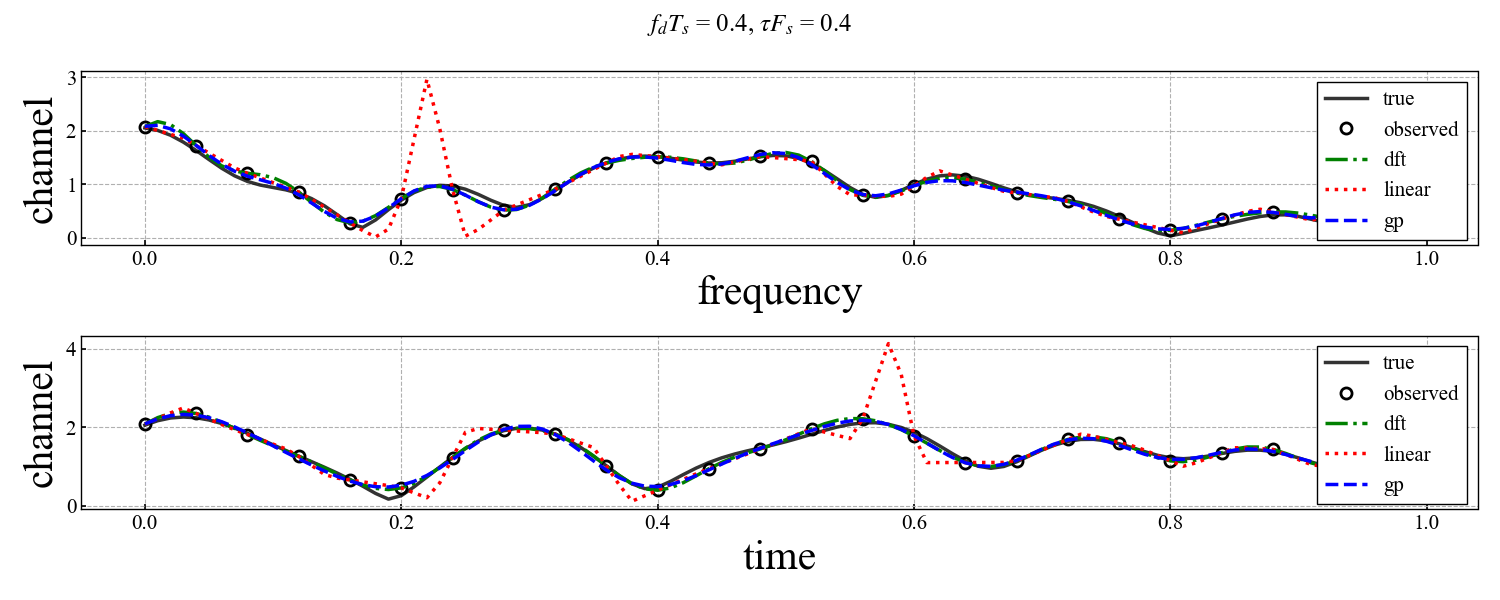 f_d T_s = 0.4, τF_s = 0.4
channel
3
2
1
0
true
observed
dft
linear
gp
0.0 0.2 0.4 0.6 0.8 1.0
frequency
channel
4
2
0
true
observed
dft
linear
gp
0.0 0.2 0.4 0.6 0.8 1.0
time